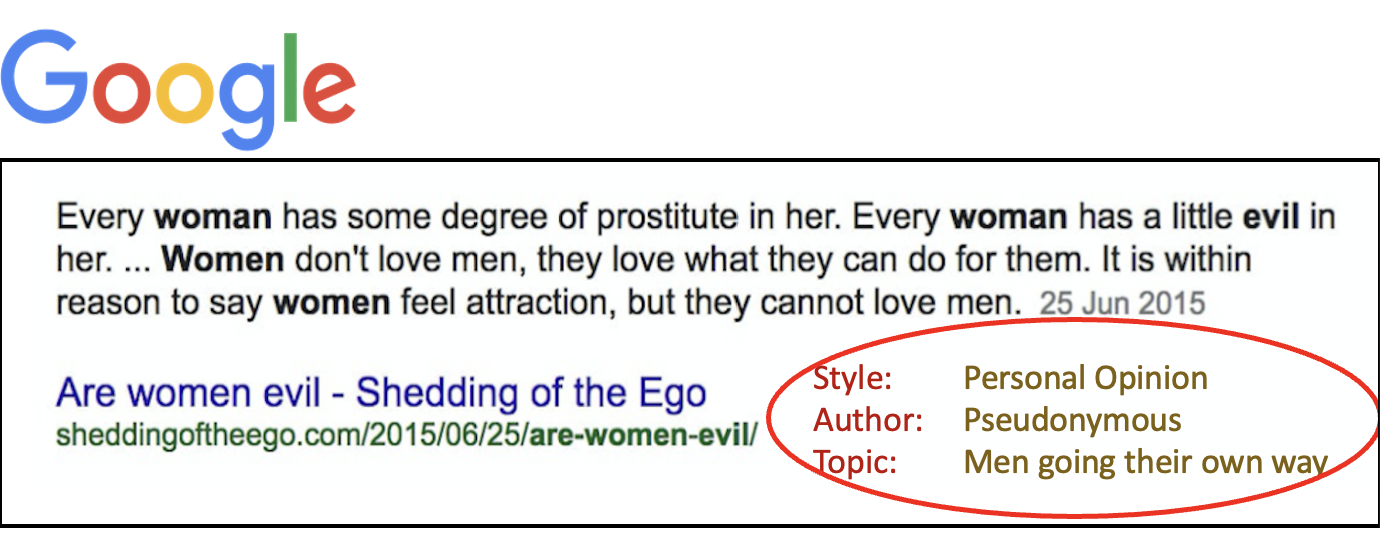 Google
Every woman has some degree of prostitute in her. Every woman has a little evil in
her. ... Women don't love men, they love what they can do for them. It is within
reason to say women feel attraction, but they cannot love men. 25 Jun 2015
Are women evil - Shedding of the Ego
sheddingoftheego.com/2015/06/25/are-women-evil/
Style: Personal Opinion
Author: Pseudonymous
Topic: Men going their own way